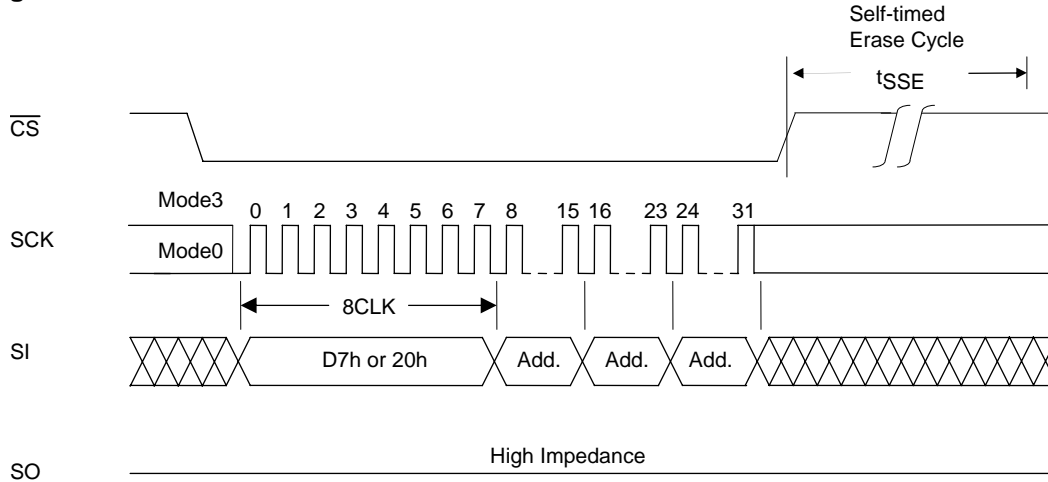 Self-timed
Erase Cycle
tSSE
CS
Mode3
0 1 2 3 4 5 6 7 8 15 16 23 24 31
SCK
Mode0
8CLK
SI
D7h or 20h Add. Add. Add.
High Impedance
SO